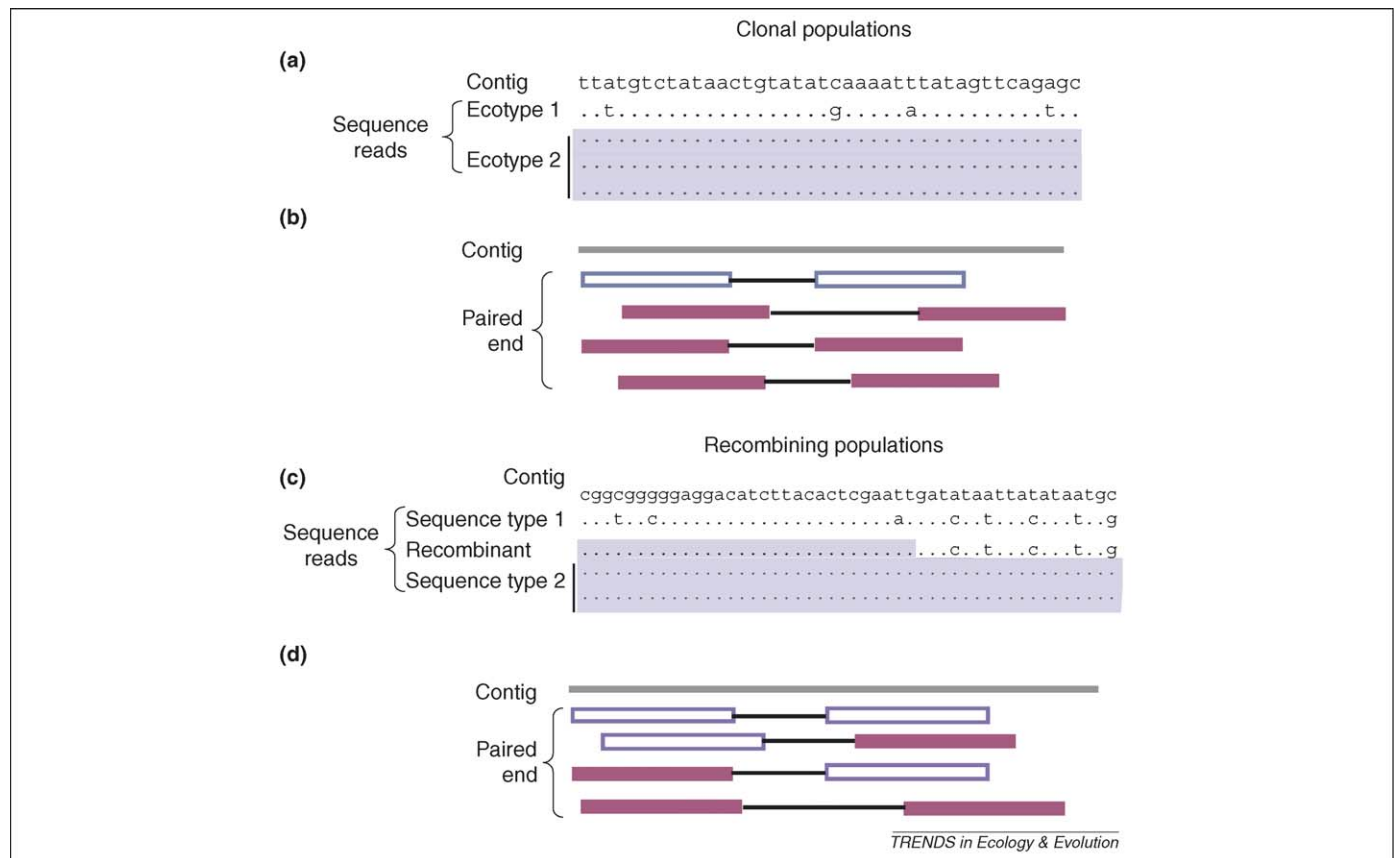 Clonal populations
(a)
Contig ttatgtctataactgtatatcaaaatttatagttcagagc
Ecotype 1 ..t.................g.....a..........t..
Sequence reads
Ecotype 2 ........................................
........................................
........................................
(b)
Contig
Paired end
Recombining populations
(c)
Contig
cggcgggggaggacatcttacactcgaattgatataattatataatgc
Sequence type 1 ...t..c...................a....c..t...c...t..g
Sequence reads
Recombinant ..............................c..t...c...t..g
Sequence type 2 ................................................
................................................
(d)
Contig
Paired end
TRENDS in Ecology & Evolution